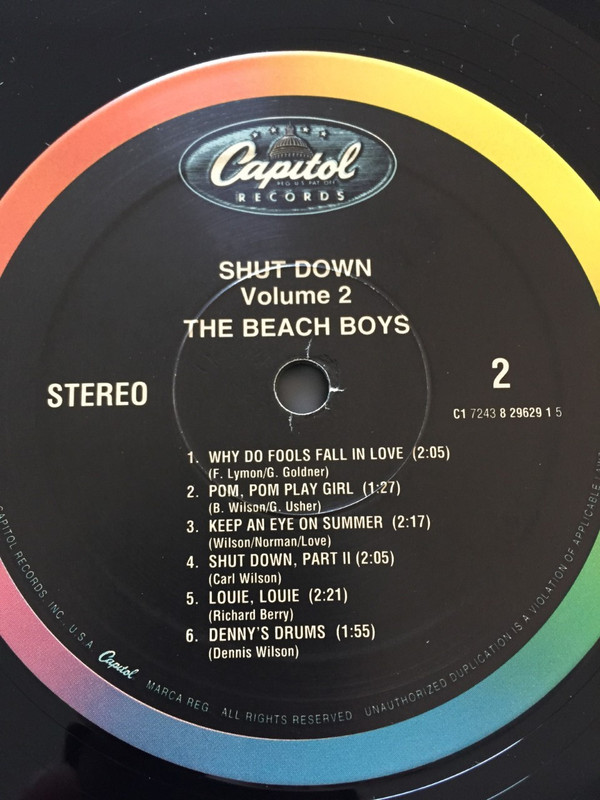 Capitol
REG. U.S. PAT. OFF.
RECORDS
SHUT DOWN
Volume 2
THE BEACH BOYS
STEREO
2
C1 7243 8 29629 1 5
1. WHY DO FOOLS FALL IN LOVE (2:05)
(F. Lymon/G. Goldner)
2. POM, POM PLAY GIRL (1:27)
(B. Wilson/G. Usher)
3. KEEP AN EYE ON SUMMER (2:17)
(Wilson/Norman/Love)
4. SHUT DOWN, PART II (2:05)
(Carl Wilson)
5. LOUIE, LOUIE (2:21)
(Richard Berry)
6. DENNY'S DRUMS (1:55)
(Dennis Wilson)
CAPITOL RECORDS, INC. U.S.A. Capitol MARCA REG. ALL RIGHTS RESERVED UNAUTHORIZED DUPLICATION IS A VIOLATION OF APPLICABLE